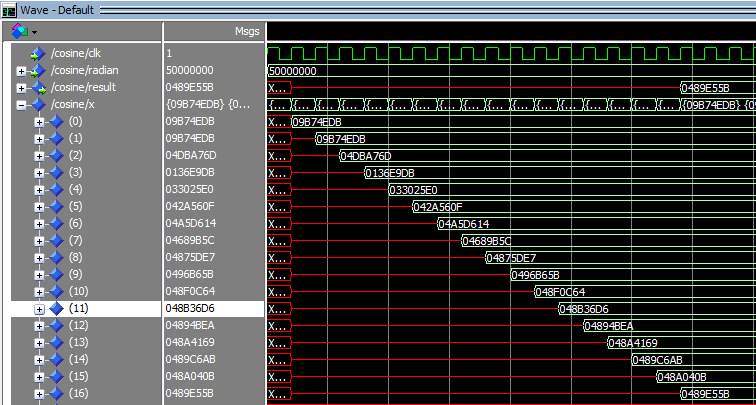 Wave - Default
Msgs
/cosine/clk 1
/cosine/radian 50000000 50000000
/cosine/result 0489E55B X... 0489E55B
/cosine/x {09B74EDB} {0... {... {... {... {... {... {... {... {... {... {... {... {... {... {... {... {... {... {09B74EDB} {09
(0) 09B74EDB X... 09B74EDB
(1) 09B74EDB X... 09B74EDB
(2) 04DBA76D X... 04DBA76D
(3) 0136E9DB X... 0136E9DB
(4) 033025E0 X... 033025E0
(5) 042A560F X... 042A560F
(6) 04A5D614 X... 04A5D614
(7) 04689B5C X... 04689B5C
(8) 04875DE7 X... 04875DE7
(9) 0496B65B X... 0496B65B
(10) 048F0C64 X... 048F0C64
(11) 048B36D6 X... 048B36D6
(12) 04894BEA X... 04894BEA
(13) 048A4169 X... 048A4169
(14) 0489C6AB X... 0489C6AB
(15) 048A040B X... 048A040B
(16) 0489E55B X... 0489E55B